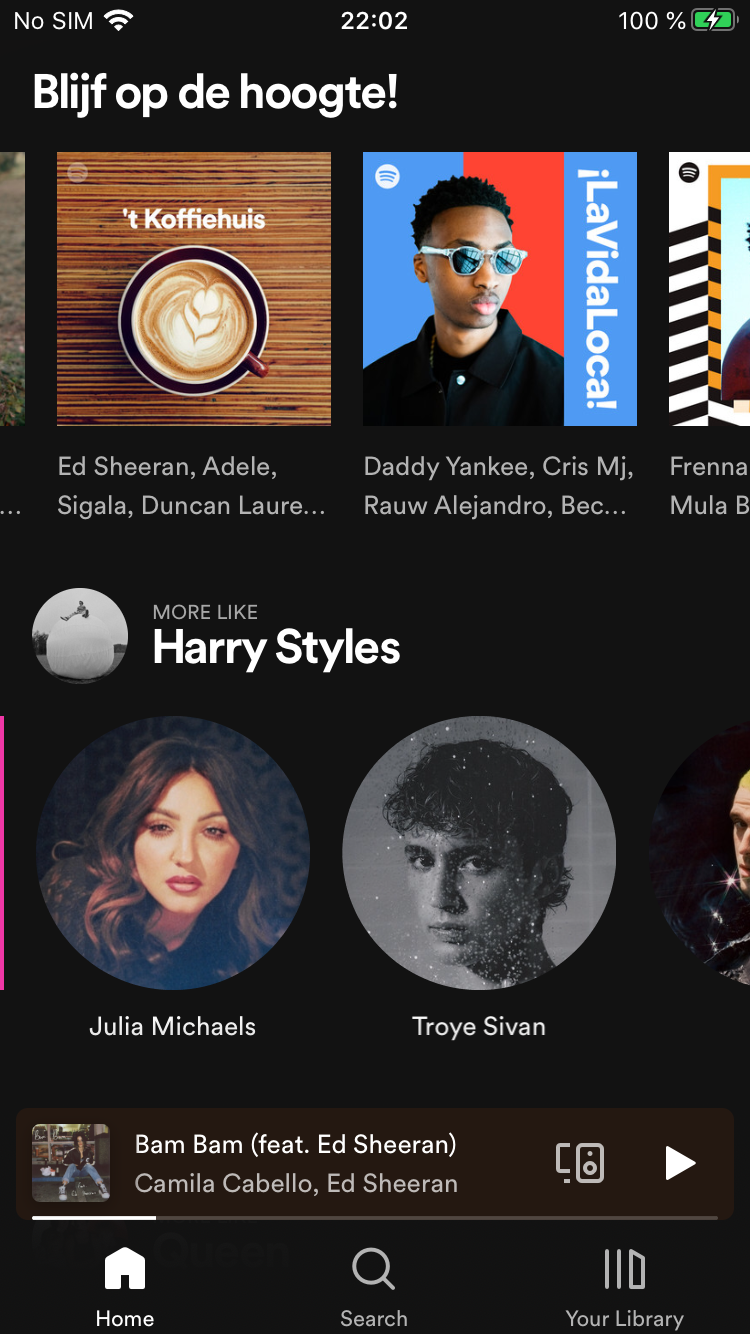 No SIM 22:02 100 %
Blijf op de hoogte!
't Koffiehuis
¡LaVidaLoca!
Ed Sheeran, Adele,
Sigala, Duncan Laure...
Daddy Yankee, Cris Mj,
Rauw Alejandro, Bec...
Frenna
Mula B
...
MORE LIKE
Harry Styles
Julia Michaels
Troye Sivan
Bam Bam (feat. Ed Sheeran)
Camila Cabello, Ed Sheeran
Queen
Home
Search
Your Library